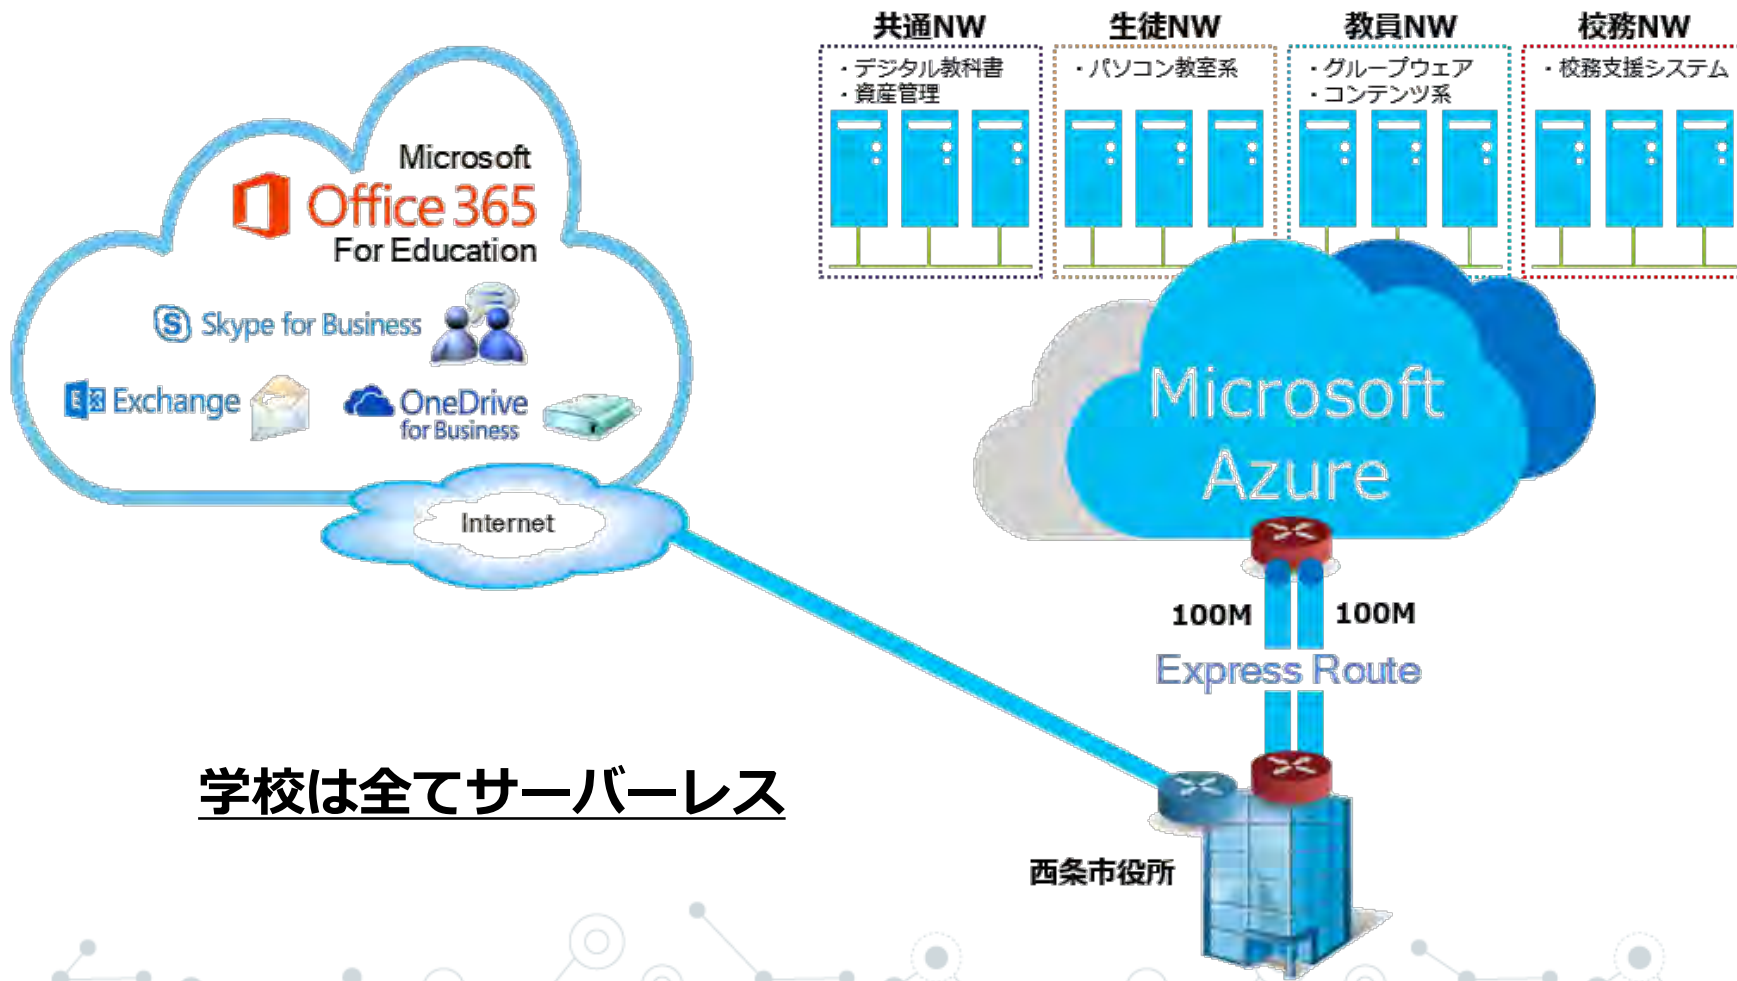 共通NW
・デジタル教科書
・資産管理
生徒NW
・パソコン教室系
教員NW
・グループウェア
・コンテンツ系
校務NW
・校務支援システム
Microsoft
Office 365
For Education
Skype for Business
Exchange
OneDrive
for Business
Internet
Microsoft
Azure
100M
100M
Express Route
学校は全てサーバーレス
西条市役所